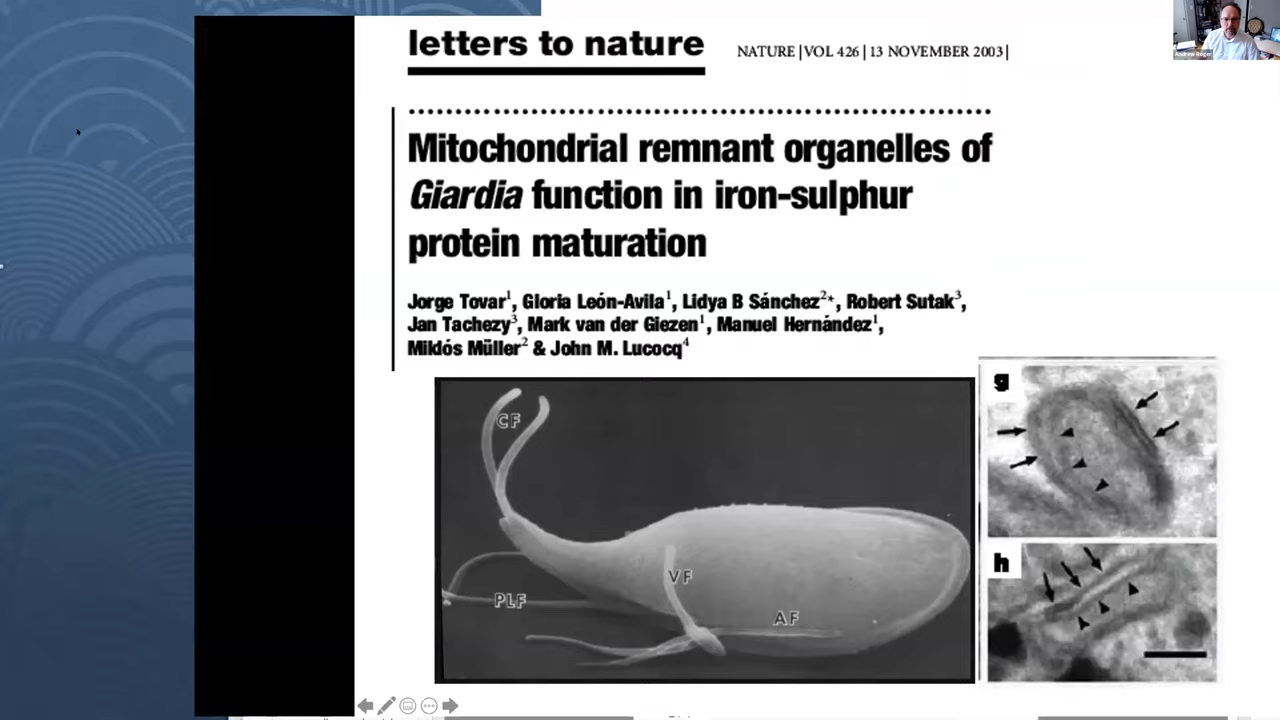 letters to nature
NATURE | VOL 426 | 13 NOVEMBER 2003 |
Andrew Roger
Mitochondrial remnant organelles of
Giardia function in iron-sulphur
protein maturation
Jorge Tovar1, Gloria León-Avila1, Lidya B Sánchez2*, Robert Sutak3,
Jan Tachezy3, Mark van der Giezen1, Manuel Hernández1,
Miklós Müller2 & John M. Lucocq4
CF
VF
PLF
AF
g
h